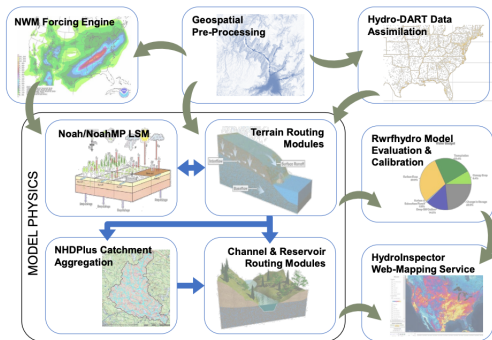 NWM Forcing Engine
Geospatial
Pre-Processing
Hydro-DART Data
Assimilation
Noah/NoahMP LSM
Terrain Routing
Modules
Rwrfhydro Model
Evaluation &
Calibration
MODEL PHYSICS
NHDPlus Catchment
Aggregation
Channel & Reservoir
Routing Modules
HydroInspector
Web-Mapping Service